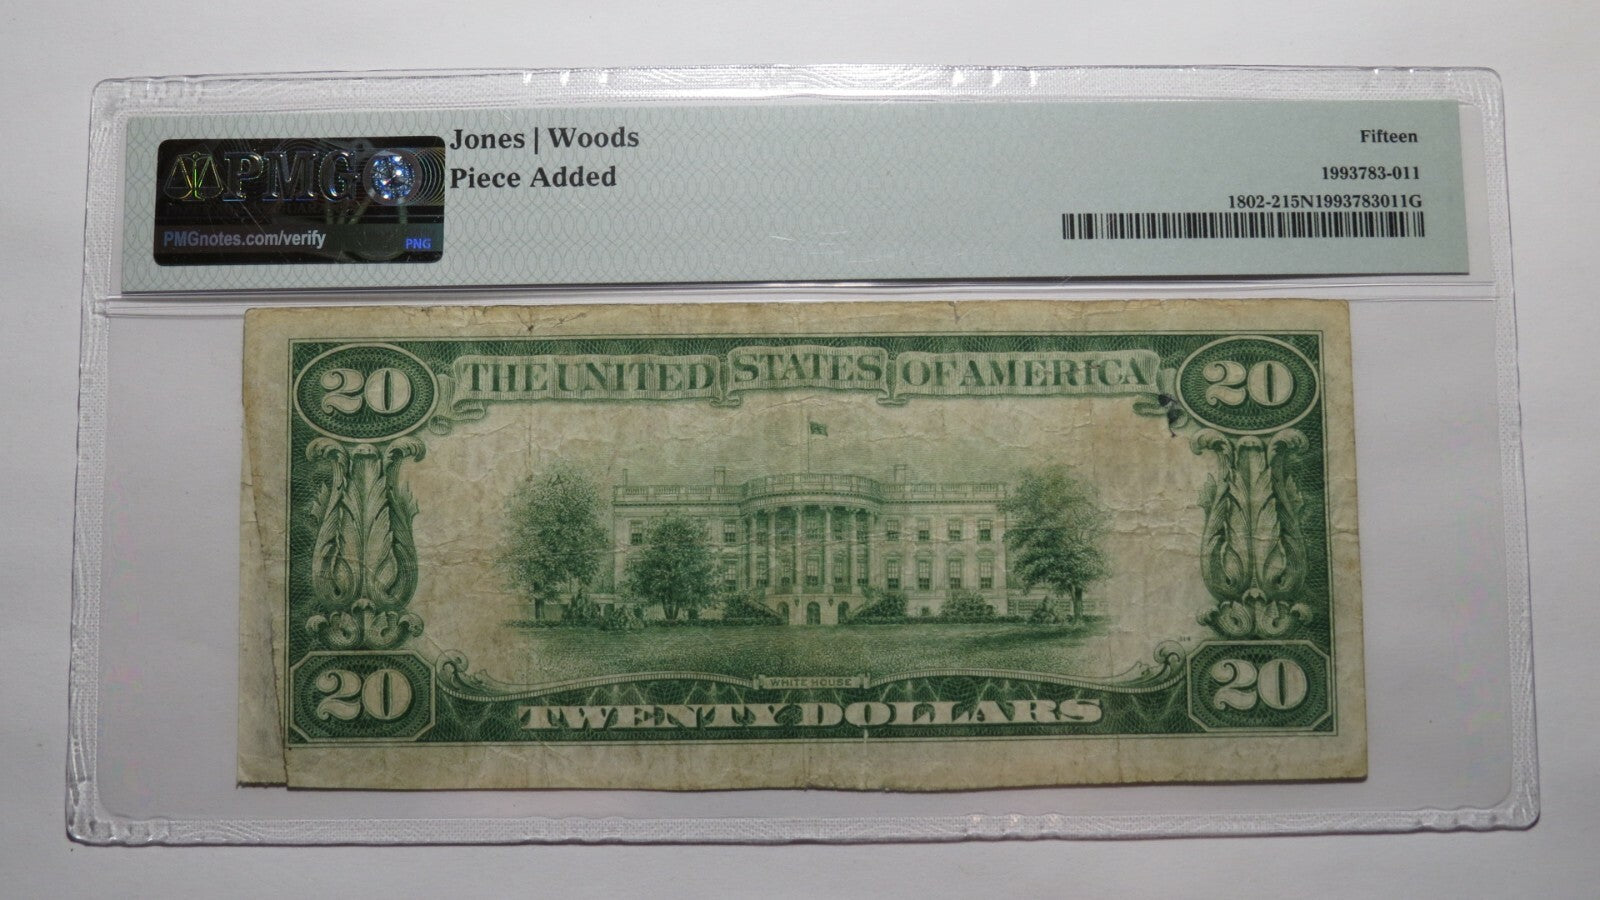 PMG
PMGnotes.com/verify
PNG
Jones | Woods
Piece Added
Fifteen
1993783-011
1802-215N1993783011G
20 THE UNITED STATES OF AMERICA 20
WHITE HOUSE
20 TWENTY DOLLARS 20